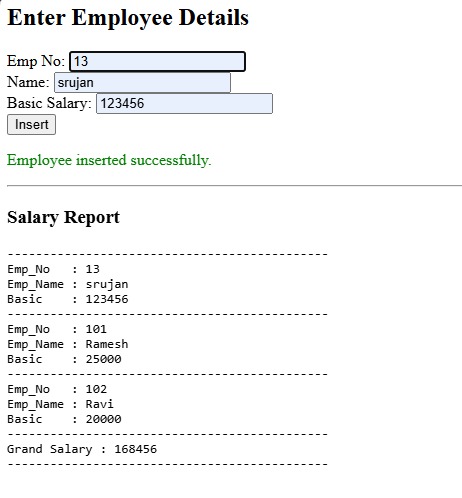 Enter Employee Details
Emp No: 13
Name: srujan
Basic Salary: 123456
Insert
Employee inserted successfully.
Salary Report
---------------------------------------------
Emp_No   : 13
Emp_Name : srujan
Basic    : 123456
---------------------------------------------
Emp_No   : 101
Emp_Name : Ramesh
Basic    : 25000
---------------------------------------------
Emp_No   : 102
Emp_Name : Ravi
Basic    : 20000
---------------------------------------------
Grand Salary : 168456
---------------------------------------------